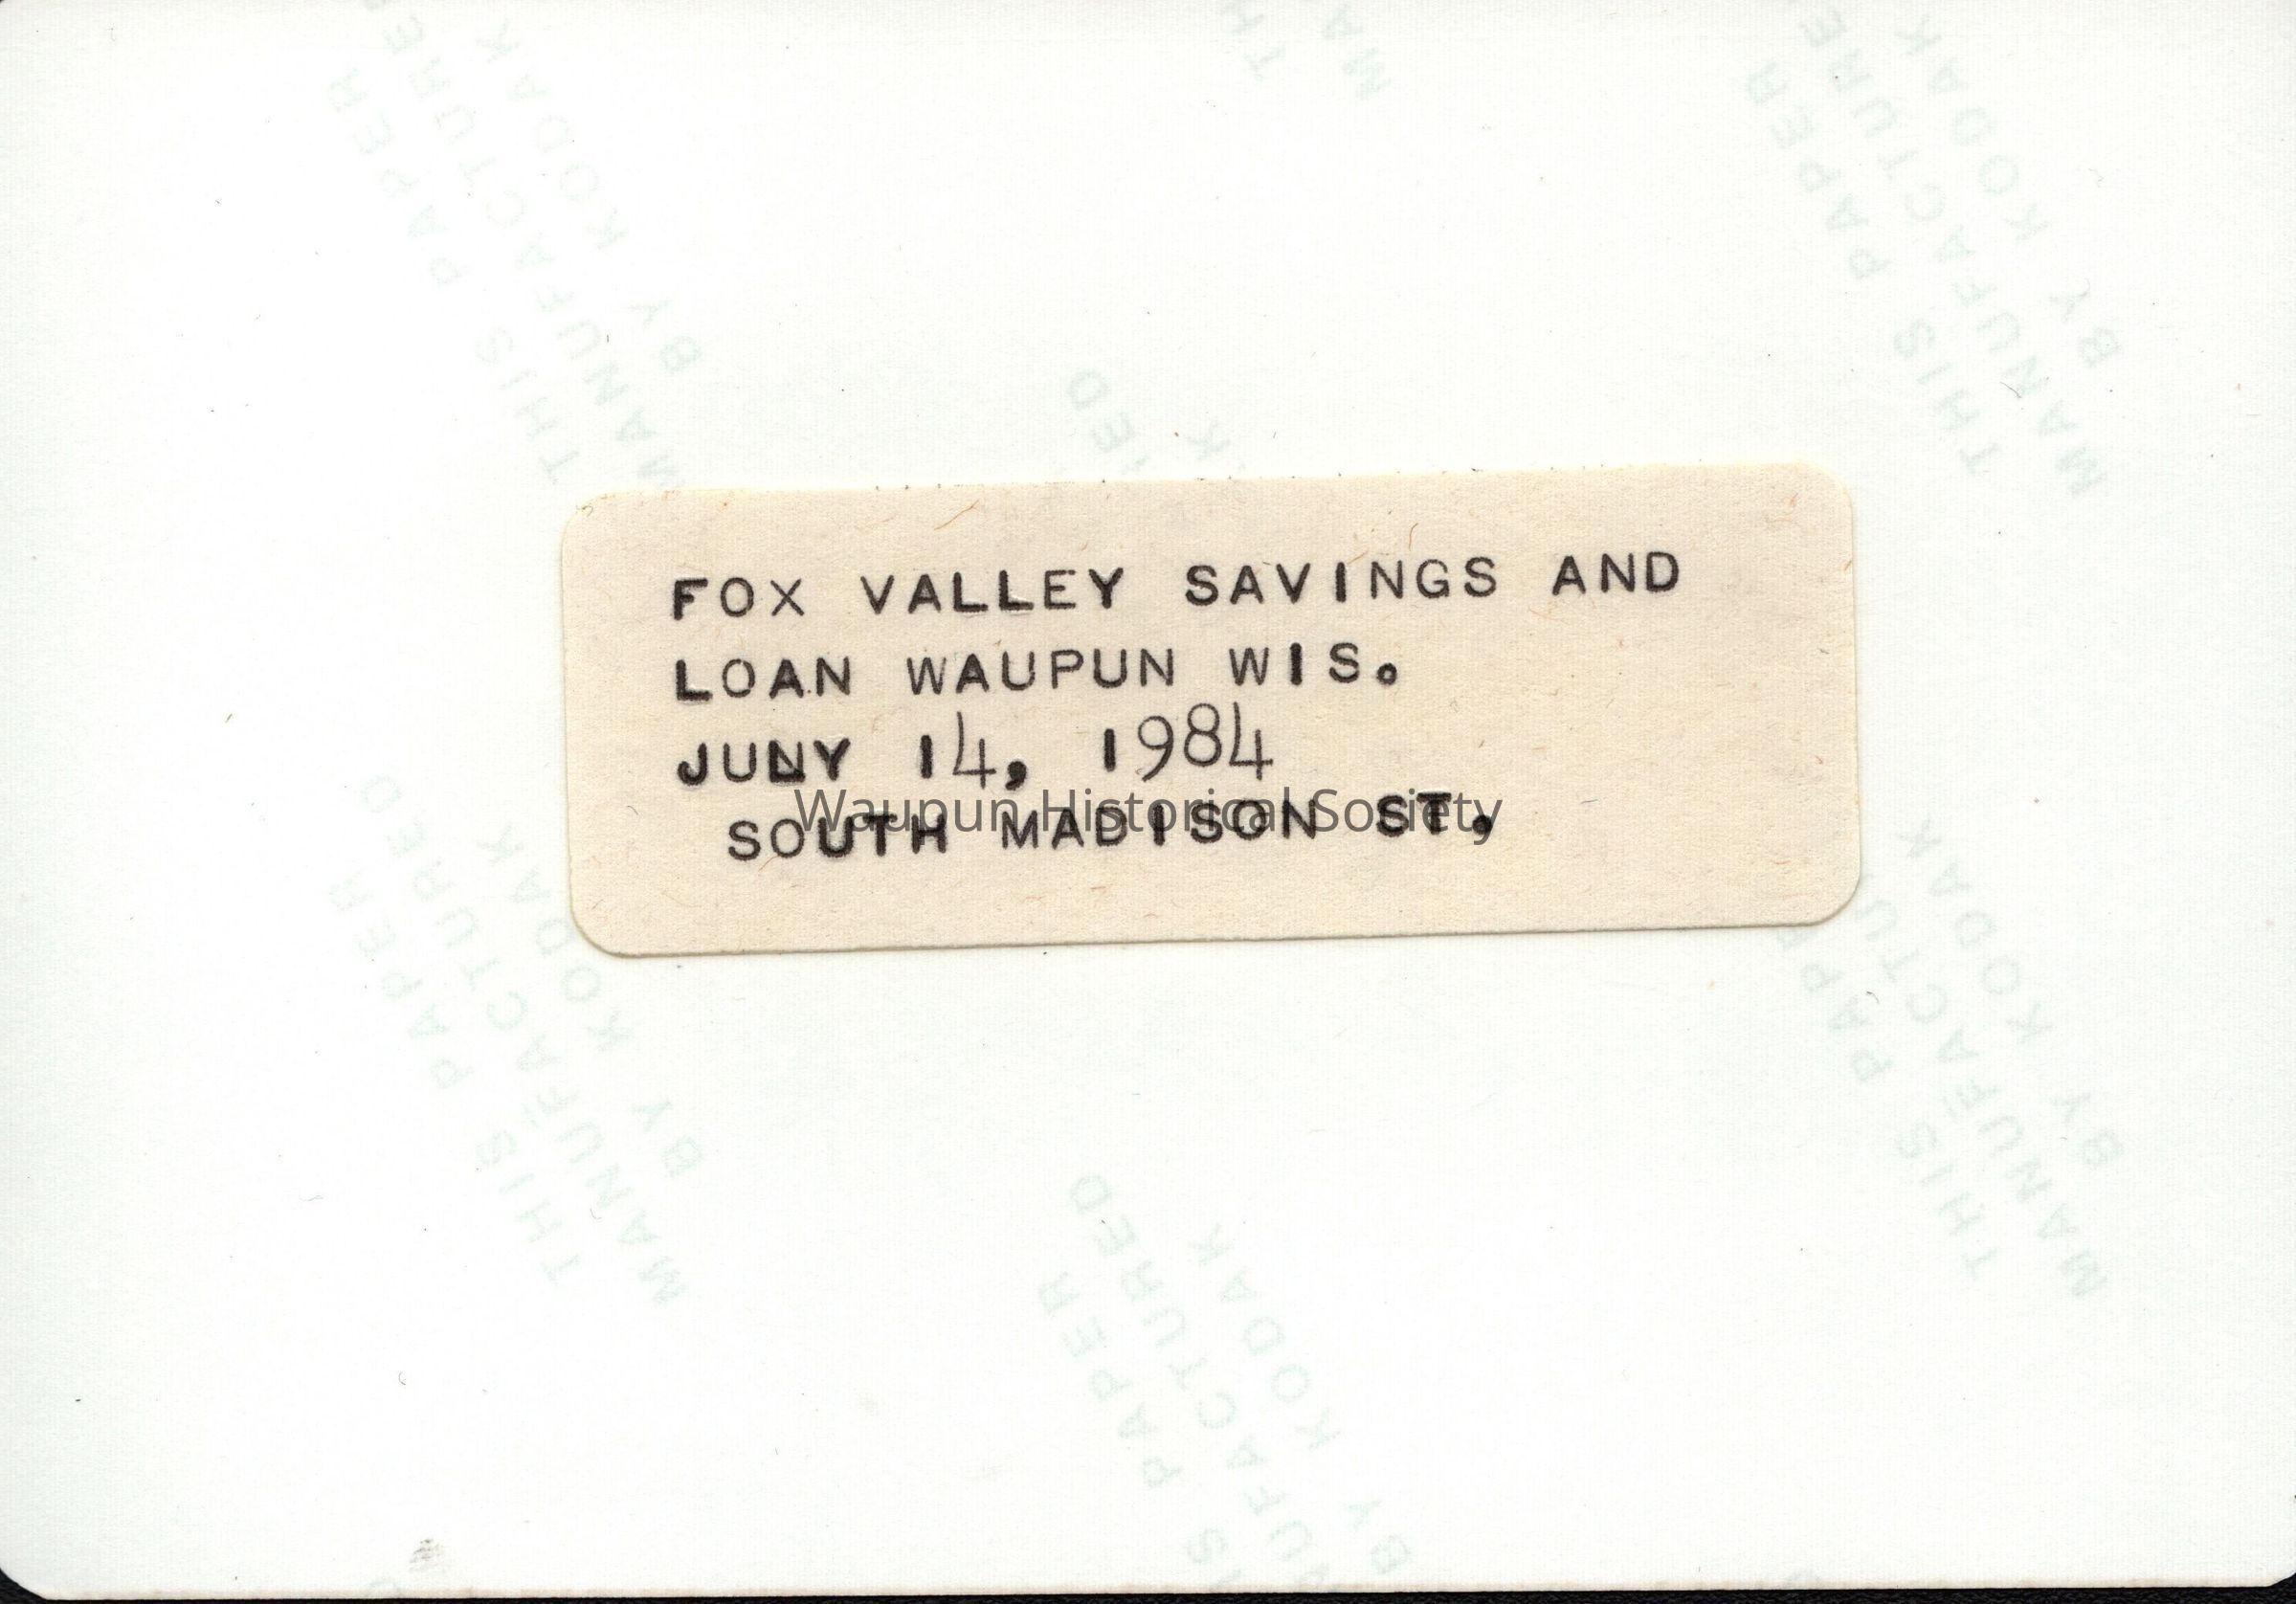 FOX VALLEY SAVINGS AND
LOAN WAUPUN WIS.
14, 1984
SOUTH MADISON ST,
Waupun Historical Society
THIS PAPER
MANUFACTURED
BY KODAK